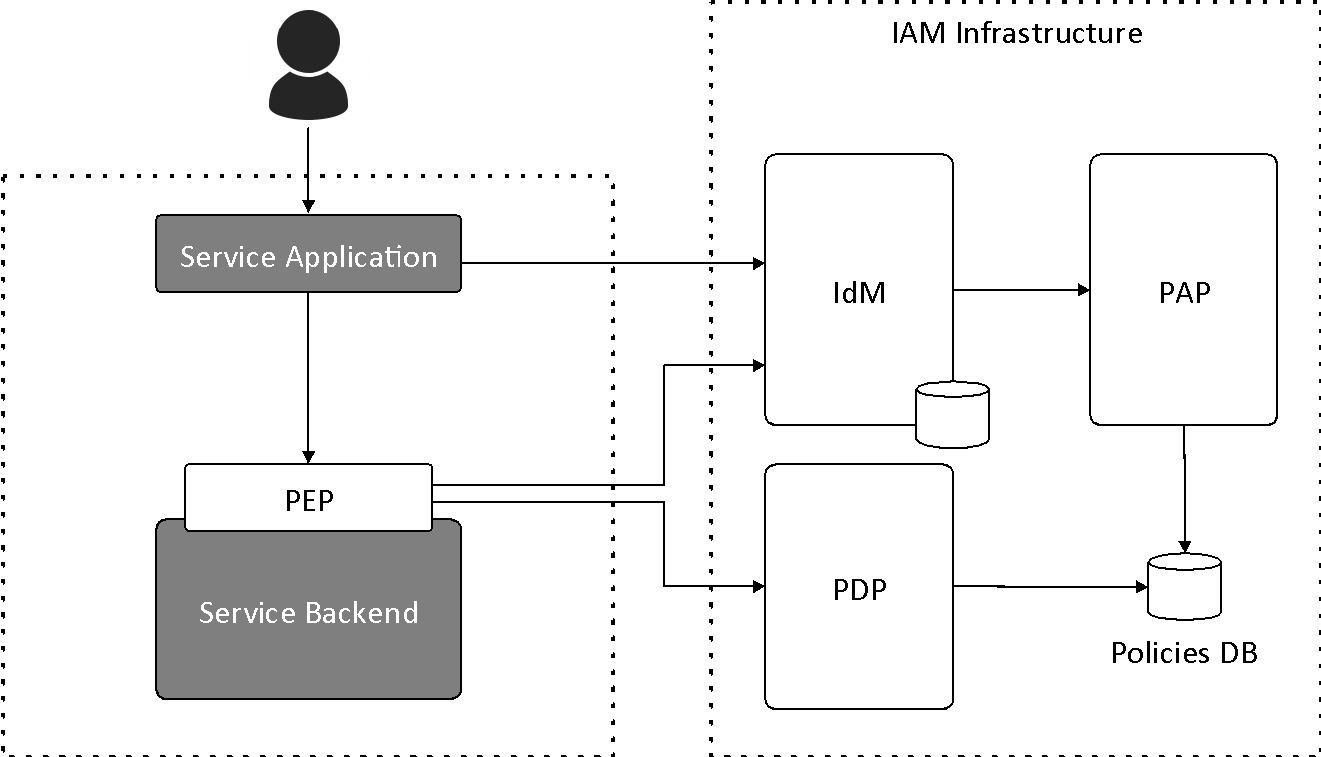 IAM Infrastructure
Service Application
IdM
PAP
PEP
Service Backend
PDP
Policies DB